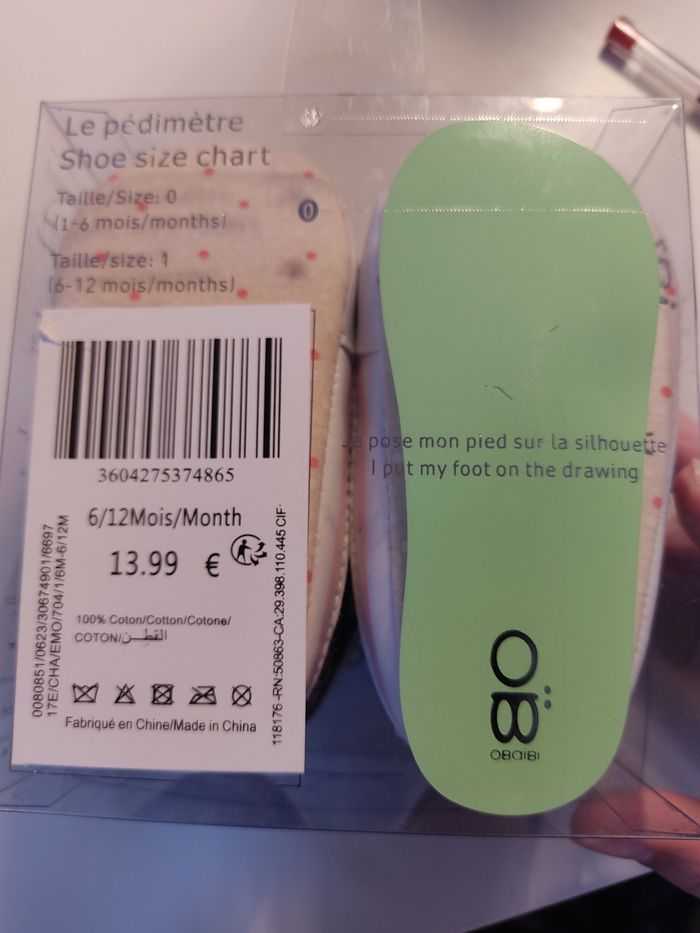 Le pédimètre
Shoe size chart
Taille/Size: 0
(1-6 mois/months)
0
Taille/size: 1
(6-12 mois/months)
3604275374865
6/12Mois/Month
13.99 €
100% Coton/Cotton/Cotone/
COTON/القطن
Fabriqué en Chine/Made in China
0080851/0623/30674901/6697
17E/CHA/EMO/704/1/6M-6/12M
118176 -RN:50863-CA:29.398.110.445 CIF:
Je pose mon pied sur la silhouette
I put my foot on the drawing
OB
OBAIBI